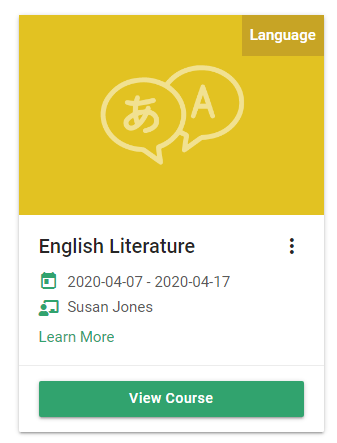 Language
あ A
English Literature
2020-04-07 - 2020-04-17
Susan Jones
Learn More
View Course